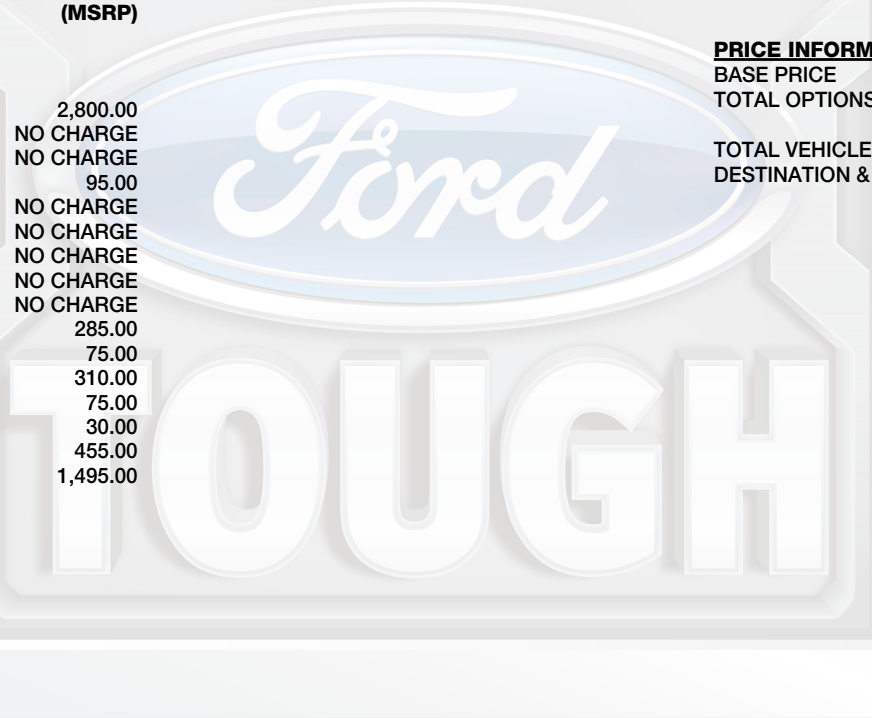 (MSRP)
2,800.00
NO CHARGE
NO CHARGE
95.00
NO CHARGE
NO CHARGE
NO CHARGE
NO CHARGE
NO CHARGE
285.00
75.00
310.00
75.00
30.00
455.00
1,495.00
PRICE INFORM
BASE PRICE
TOTAL OPTIONS
TOTAL VEHICLE
DESTINATION &
Ford
TOUGH